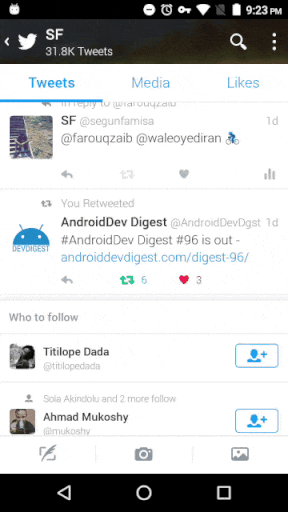 9:23 PM
SF
31.8K Tweets
Tweets Media Likes
In reply to @farouqzaib
SF @segunfamisa 1d
@farouqzaib @waleoyediran
You Retweeted
AndroidDev Digest @AndroidDevDgst 1d
#AndroidDev Digest #96 is out -
androiddevdigest.com/digest-96/
DEVDIGEST
6 3
Who to follow
Titilope Dada
@titilopedada
Sola Akindolu and 2 more follow
Ahmad Mukoshy
@mukoshy